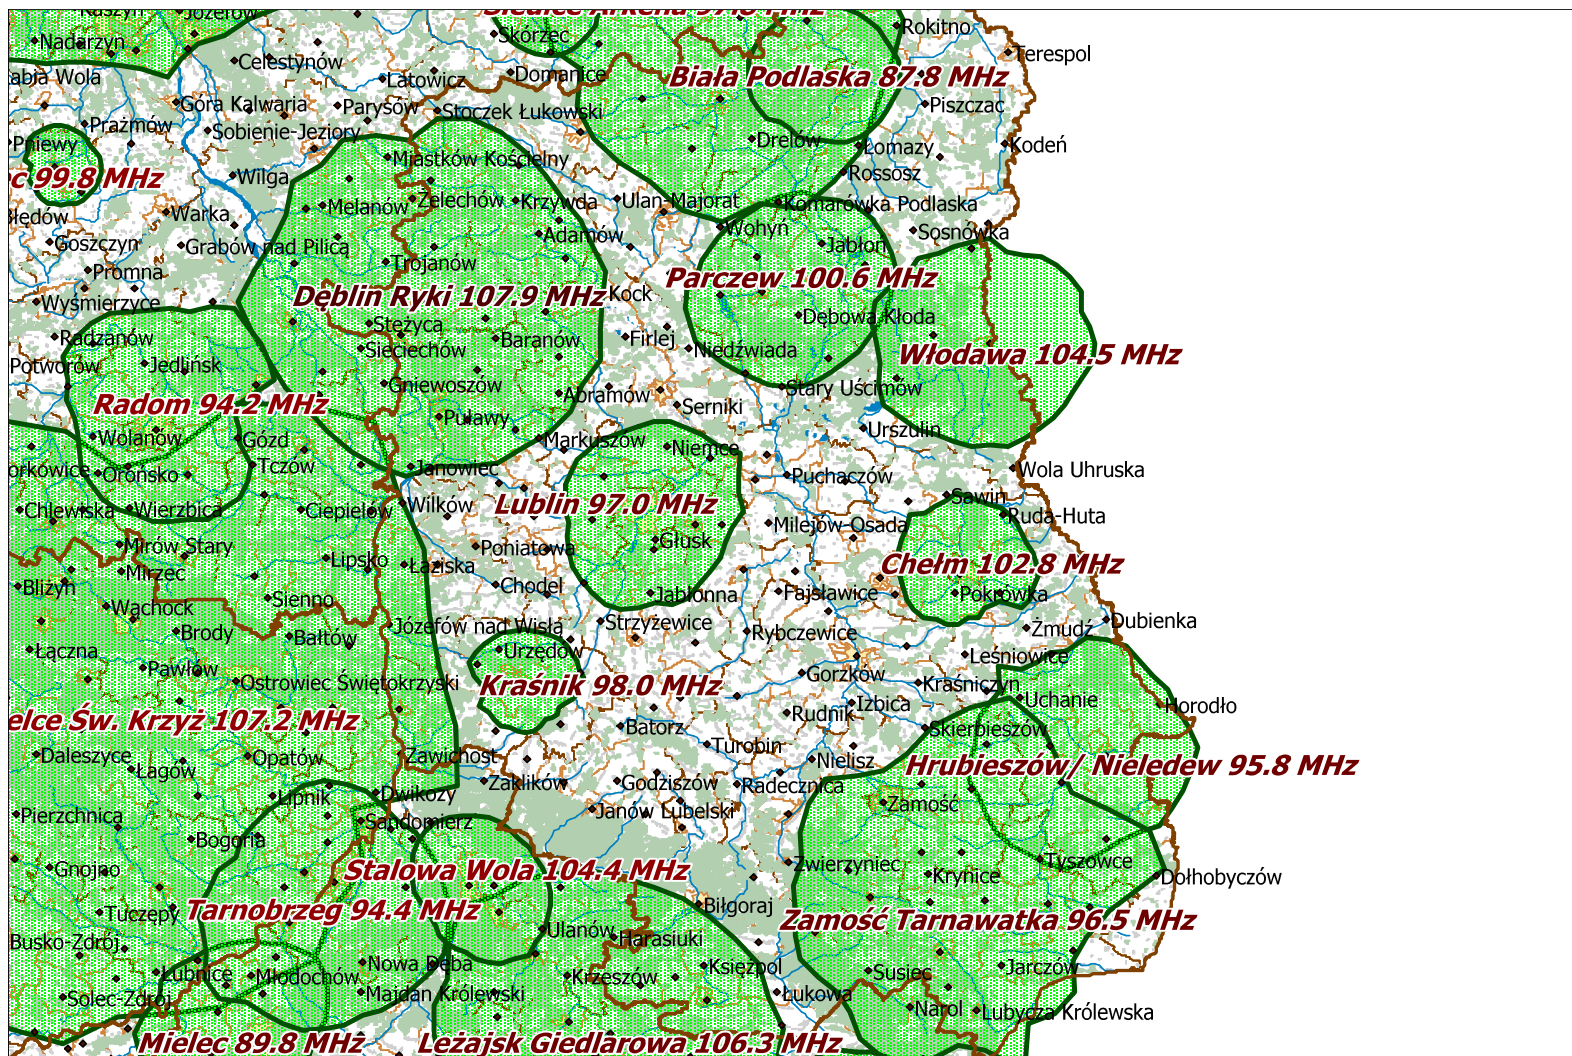 Raszyn
Józefów
Siedlce Arkena 97.8 MHz
Skórzec
Rokitno
Nadarzyn
Terespol
Celestynów
abia Wola
Latowicz
Domanice
Biała Podlaska 87.8 MHz
Góra Kalwaria
Parysów
Stoczek Łukowski
Piszczac
Prażmów
Sobienie-Jeziory
Pniewy
Drelów
Łomazy
Kodeń
Miastków Kościelny
ec 99.8 MHz
Wilga
Rossosz
Melanów
Żelechów
Krzywda
Ulan-Majorat
Komarówka Podlaska
Błędów
Warka
Wohyń
Sosnówka
Goszczyn
Grabów nad Pilicą
Adamów
Jabłoń
Promna
Trojanów
Parczew 100.6 MHz
Wyśmierzyce
Dęblin Ryki 107.9 MHz
Kock
Dębowa Kłoda
Radzanów
Stężyca
Baranów
Firlej
Sieciechów
Niedźwiada
Włodawa 104.5 MHz
Potworów
Jedlińsk
Gniewoszów
Abramów
Stary Uścimów
Radom 94.2 MHz
Puławy
Serniki
Wolanów
Gózd
Markuszów
Niemce
Urszulin
orkówice
Orońsko
Tczów
Janowiec
Puchaczów
Wola Uhruska
Chlewiska
Wierzbica
Ciepielów
Wilków
Lublin 97.0 MHz
Sawin
Milejów-Osada
Ruda-Huta
Mirów Stary
Lipsko
Poniatowa
Głusk
Mirzec
Łaziska
Chełm 102.8 MHz
Bliżyn
Chodel
Jabłonna
Fajsławice
Pokrówka
Wąchock
Sienno
Brody
Bałtów
Józefów nad Wisłą
Strzyżewice
Rybczewice
Żmudź
Dubienka
Łączna
Pawłów
Urzędów
Leśniowice
Ostrowiec Świętokrzyski
Kraśnik 98.0 MHz
Gorzków
Kraśniczyn
Uchanie
elce Św. Krzyż 107.2 MHz
Batorz
Rudnik
Izbica
Horodło
Skierbieszów
Daleszyce
Łagów
Opatów
Zawichost
Turobin
Nielisz
Hrubieszów/ Nieledew 95.8 MHz
Lipnik
Dwikozy
Zaklików
Godziszów
Radecznica
Zamość
Pierzchnica
Bogoria
Sandomierz
Janów Lubelski
Gnojno
Stalowa Wola 104.4 MHz
Zwierzyniec
Krynice
Tyszowce
Dołhobyczów
Tuczępy
Tarnobrzeg 94.4 MHz
Biłgoraj
Zamość Tarnawatka 96.5 MHz
Busko-Zdrój
Ulanów
Harasiuki
Łubnice
Młodochów
Nowa Dęba
Krzeszów
Księżpol
Susiec
Jarczów
Solec-Zdrój
Majdan Królewski
Łukowa
Narol
Lubycza Królewska
Mielec 89.8 MHz
Leżajsk Giedlarowa 106.3 MHz